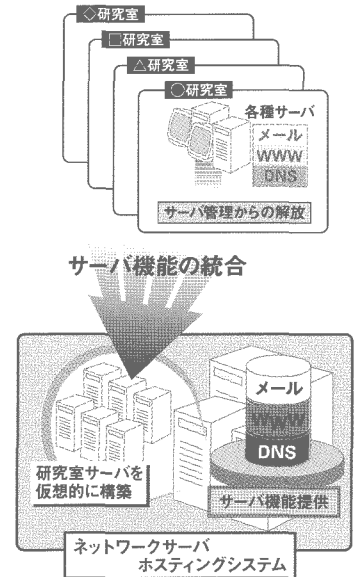 ◇研究室
□研究室
△研究室
○研究室
各種サーバ
メール
WWW
DNS
サーバ管理からの解放
サーバ機能の統合
メール
WWW
DNS
研究室サーバを
仮想的に構築
サーバ機能提供
ネットワークサーバ
ホスティングシステム